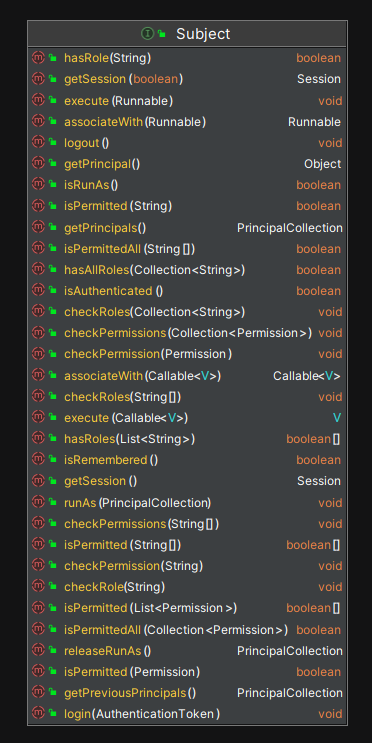 Subject
hasRole(String) boolean
getSession(boolean) Session
execute(Runnable) void
associateWith(Runnable) Runnable
logout() void
getPrincipal() Object
isRunAs() boolean
isPermitted(String) boolean
getPrincipals() PrincipalCollection
isPermittedAll(String[]) boolean
hasAllRoles(Collection<String>) boolean
isAuthenticated() boolean
checkRoles(Collection<String>) void
checkPermissions(Collection<Permission>) void
checkPermission(Permission) void
associateWith(Callable<V>) Callable<V>
checkRoles(String[]) void
execute(Callable<V>) V
hasRoles(List<String>) boolean[]
isRemembered() boolean
getSession() Session
runAs(PrincipalCollection) void
checkPermissions(String[]) void
isPermitted(String[]) boolean[]
checkPermission(String) void
checkRole(String) void
isPermitted(List<Permission>) boolean[]
isPermittedAll(Collection<Permission>) boolean
releaseRunAs() PrincipalCollection
isPermitted(Permission) boolean
getPreviousPrincipals() PrincipalCollection
login(AuthenticationToken) void